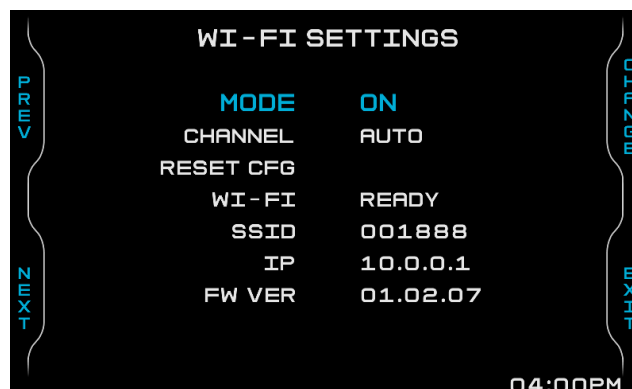 WI-FI SETTINGS
PREV
CHANGE
MODE ON
CHANNEL AUTO
RESET CFG
WI-FI READY
SSID 001888
IP 10.0.0.1
FW VER 01.02.07
NEXT
EXIT
04:00PM